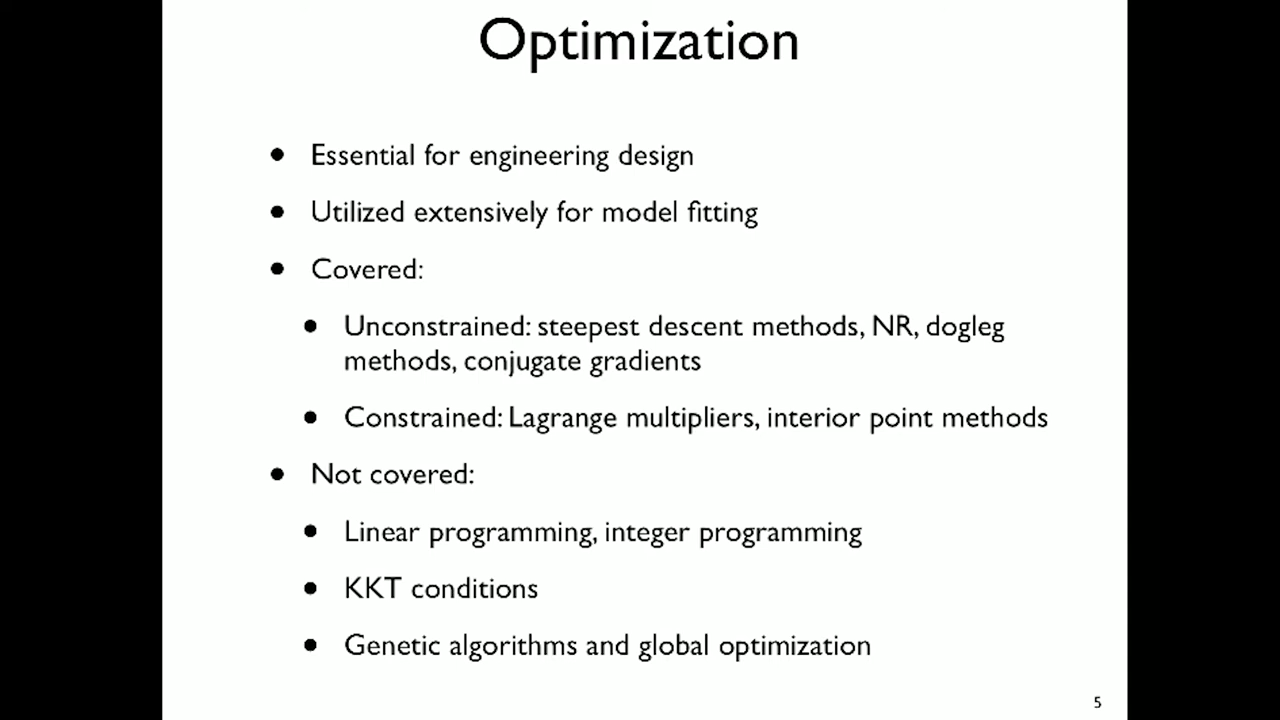 Optimization
• Essential for engineering design
• Utilized extensively for model fitting
• Covered:
• Unconstrained: steepest descent methods, NR, dogleg
methods, conjugate gradients
• Constrained: Lagrange multipliers, interior point methods
• Not covered:
• Linear programming, integer programming
• KKT conditions
• Genetic algorithms and global optimization
5